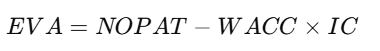 EVA = NOPAT − WACC × IC